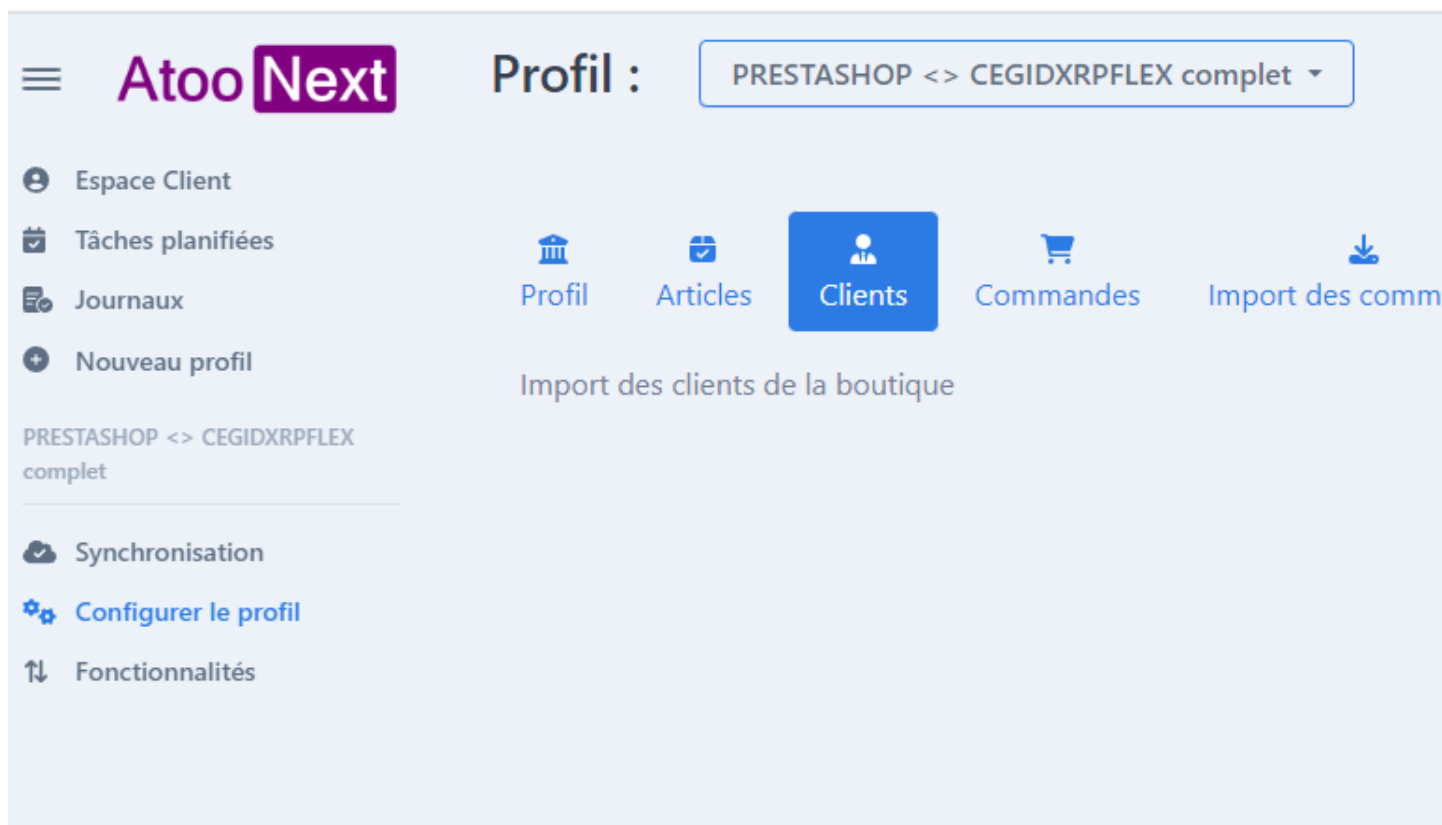 Atoo Next
Profil :
PRESTASHOP <> CEGIDXRPFLEX complet
Espace Client
Tâches planifiées
Journaux
Nouveau profil
PRESTASHOP <> CEGIDXRPFLEX
complet
Synchronisation
Configurer le profil
Fonctionnalités
Profil
Articles
Clients
Commandes
Import des comm
Import des clients de la boutique